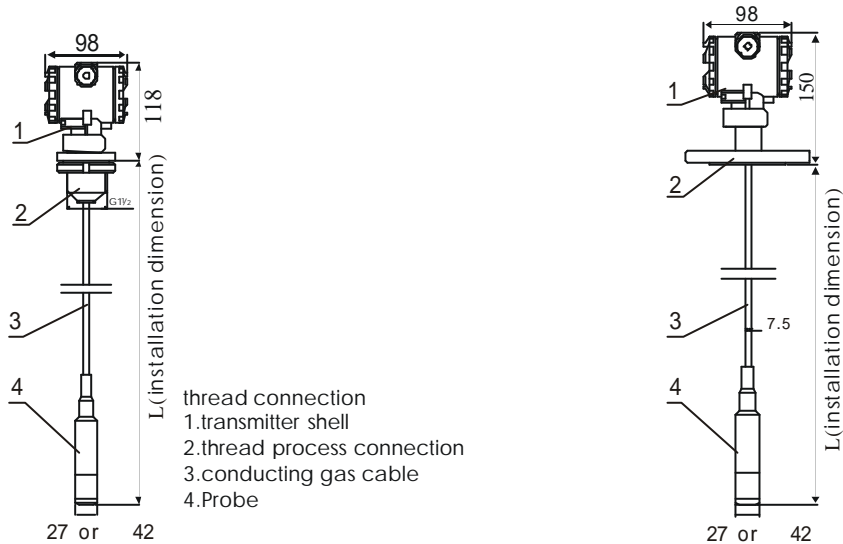 98
118
1
2
G1½
L(installation dimension)
3
4
27 or 42
thread connection
1.transmitter shell
2.thread process connection
3.conducting gas cable
4.Probe
98
150
1
2
L(installation dimension)
3
7.5
4
27 or 42